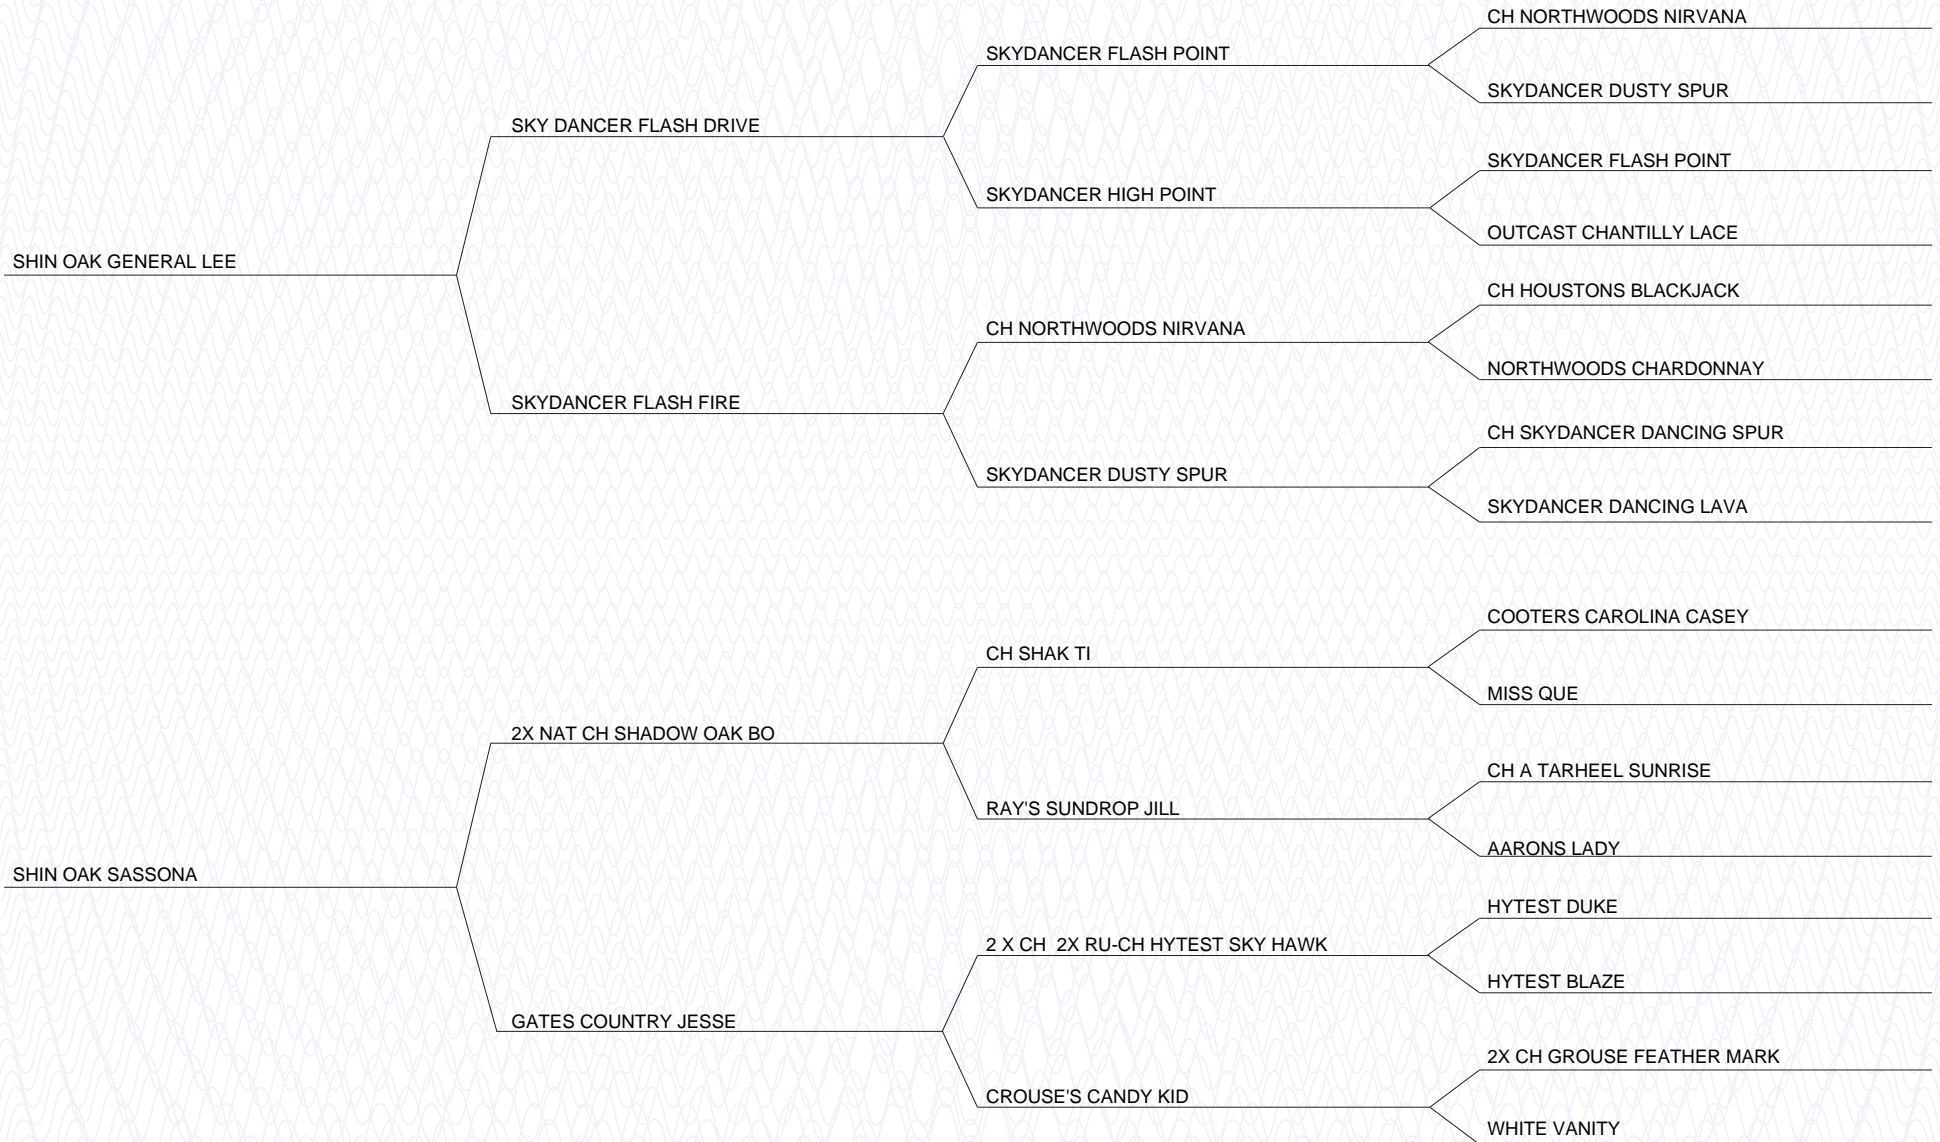 CH NORTHWOODS NIRVANA
SKYDANCER FLASH POINT
SKYDANCER DUSTY SPUR
SKY DANCER FLASH DRIVE
SKYDANCER FLASH POINT
SKYDANCER HIGH POINT
OUTCAST CHANTILLY LACE
SHIN OAK GENERAL LEE
CH HOUSTONS BLACKJACK
CH NORTHWOODS NIRVANA
NORTHWOODS CHARDONNAY
SKYDANCER FLASH FIRE
CH SKYDANCER DANCING SPUR
SKYDANCER DUSTY SPUR
SKYDANCER DANCING LAVA
COOTERS CAROLINA CASEY
CH SHAK TI
MISS QUE
2X NAT CH SHADOW OAK BO
CH A TARHEEL SUNRISE
RAY'S SUNDROP JILL
AARONS LADY
SHIN OAK SASSONA
HYTEST DUKE
2 X CH  2X RU-CH HYTEST SKY HAWK
HYTEST BLAZE
GATES COUNTRY JESSE
2X CH GROUSE FEATHER MARK
CROUSE'S CANDY KID
WHITE VANITY